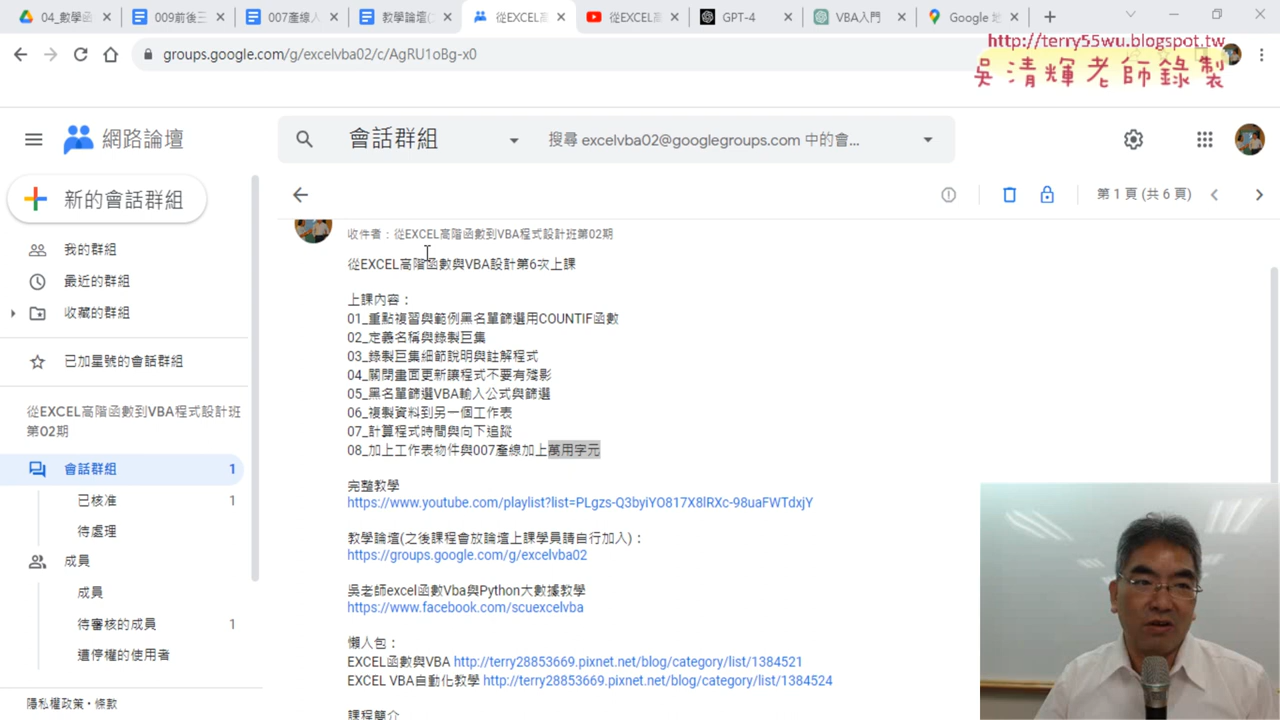 04_數學
009前後三
007產線人
教學論壇(2
從EXCEL高
從EXCEL高
GPT-4
VBA入門
Google 地
groups.google.com/g/excelvba02/c/AgRU1oBg-x0
http://terry55wu.blogspot.tw
吳清輝老師錄製
網路論壇
會話群組
搜尋 excelvba02@googlegroups.com 中的會...
新的會話群組
第 1 頁 (共 6 頁)
我的群組
最近的群組
收藏的群組
已加星號的會話群組
從EXCEL高階函數到VBA程式設計班
第02期
會話群組 1
已核准 1
待處理
成員
成員
待審核的成員 1
遭停權的使用者
隱私權政策 • 條款
收件者：從EXCEL高階函數到VBA程式設計班第02期
從EXCEL高階函數與VBA設計第6次上課
上課內容：
01_重點複習與範例黑名單篩選用COUNTIF函數
02_定義名稱與錄製巨集
03_錄製巨集細節說明與註解程式
04_關閉畫面更新讓程式不要有殘影
05_黑名單篩選VBA輸入公式與篩選
06_複製資料到另一個工作表
07_計算程式時間與向下追蹤
08_加上工作表物件與007產線加上萬用字元
完整教學
https://www.youtube.com/playlist?list=PLgzs-Q3byiYO817X8lRXc-98uaFWTdxjY
教學論壇(之後課程會放論壇上課學員請自行加入)：
https://groups.google.com/g/excelvba02
吳老師excel函數Vba與Python大數據教學
https://www.facebook.com/scuexcelvba
懶人包：
EXCEL函數與VBA http://terry28853669.pixnet.net/blog/category/list/1384521
EXCEL VBA自動化教學 http://terry28853669.pixnet.net/blog/category/list/1384524
課程簡介